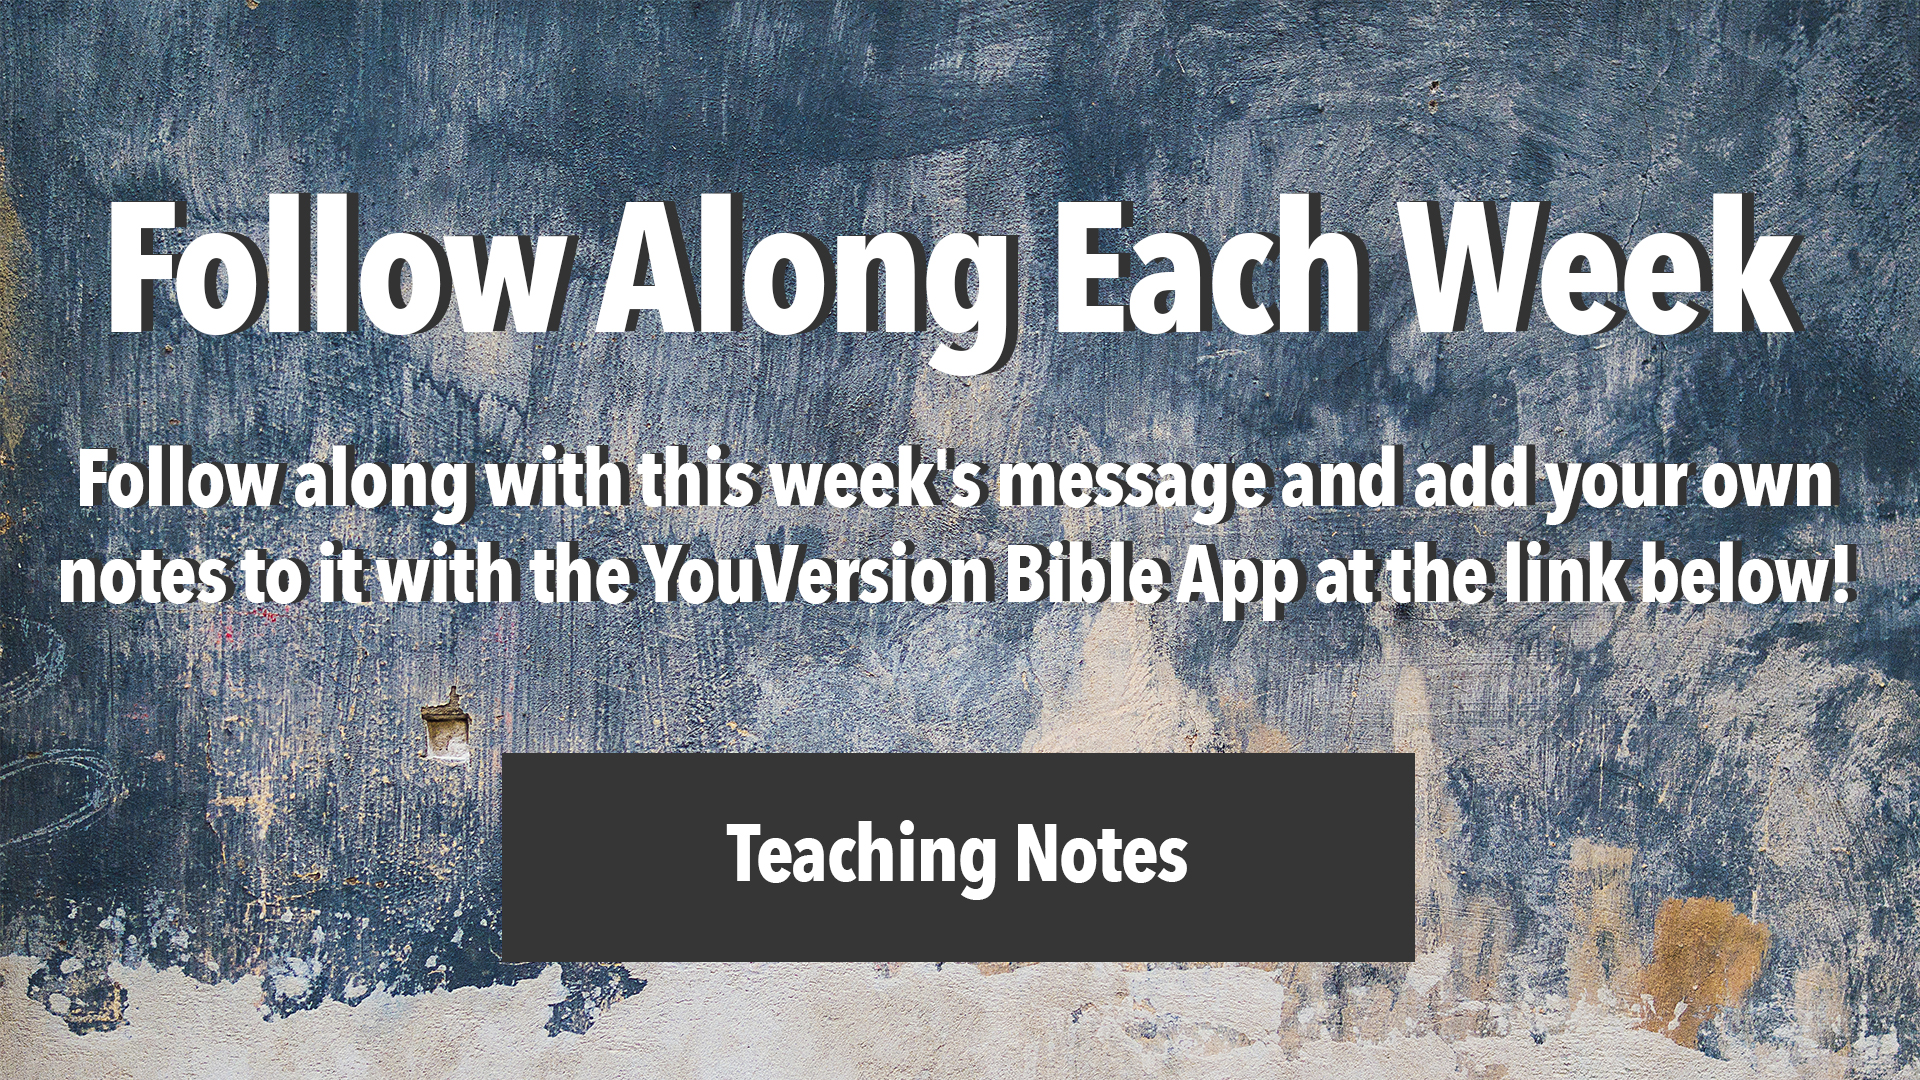 Follow Along Each Week
Follow along with this week's message and add your own
notes to it with the YouVersion Bible App at the link below!
Teaching Notes